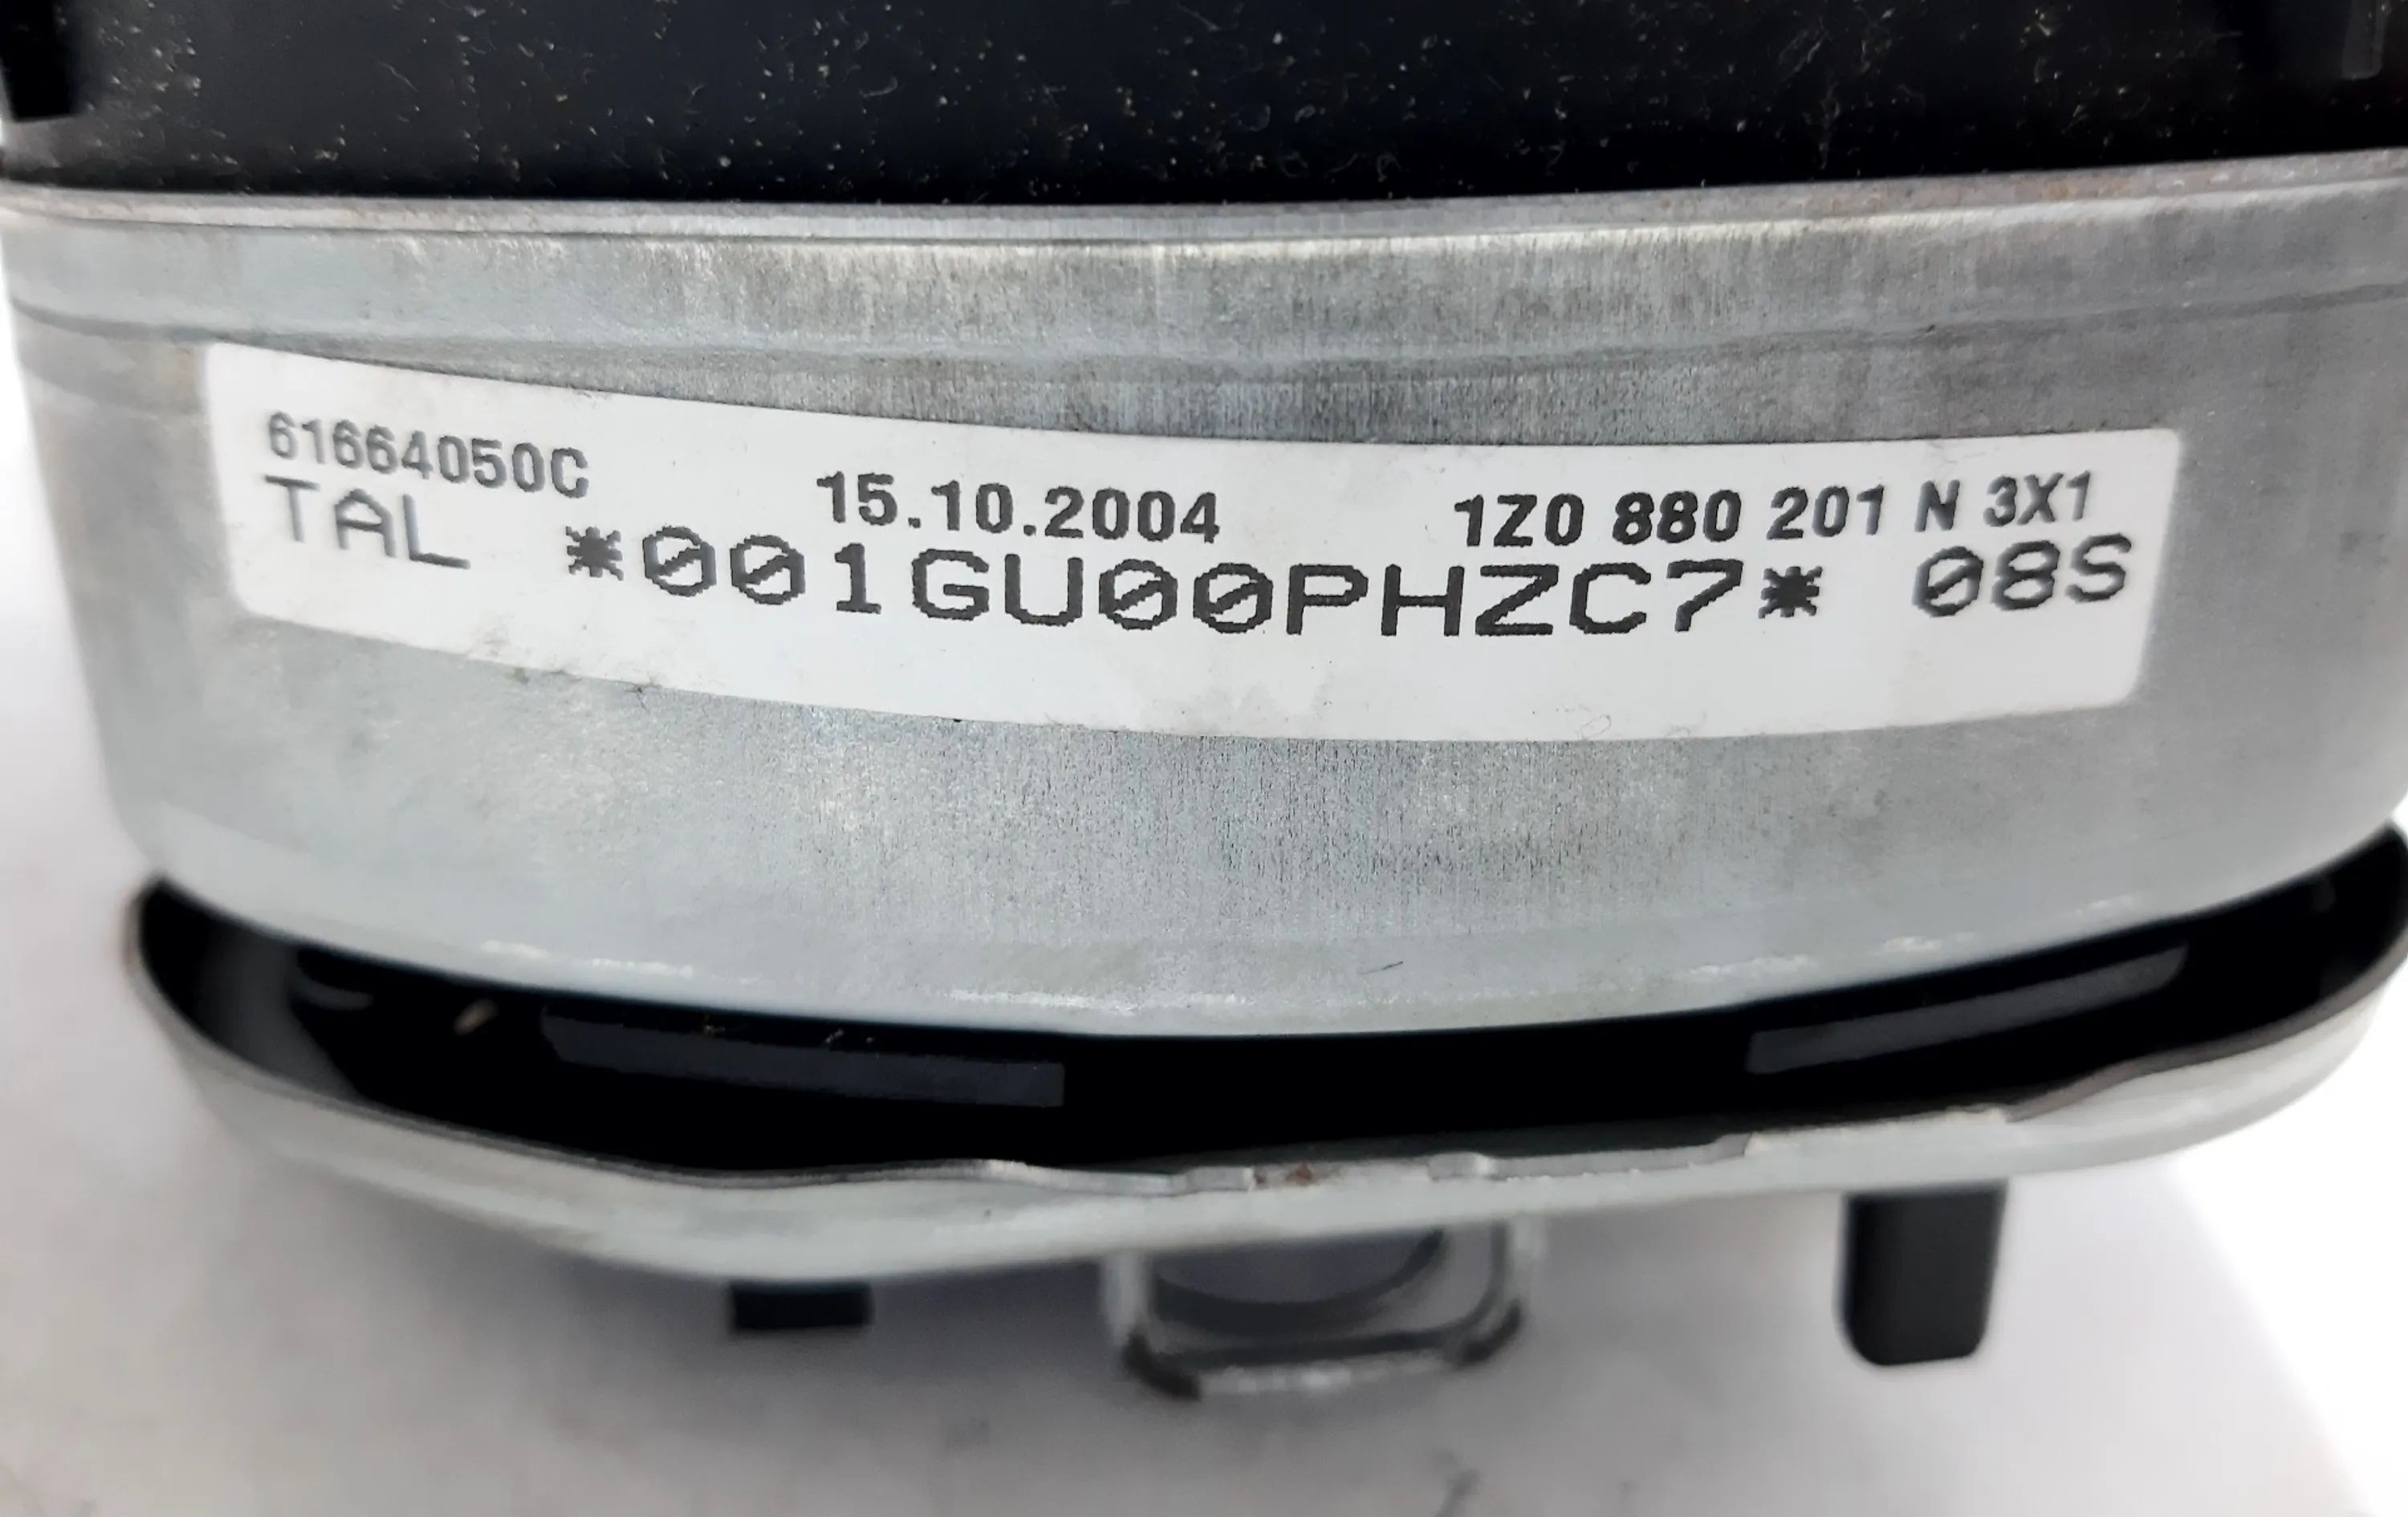 61664050C 15.10.2004 1Z0 880 201 N 3X1
TAL *001GU00PHZC7* 08S